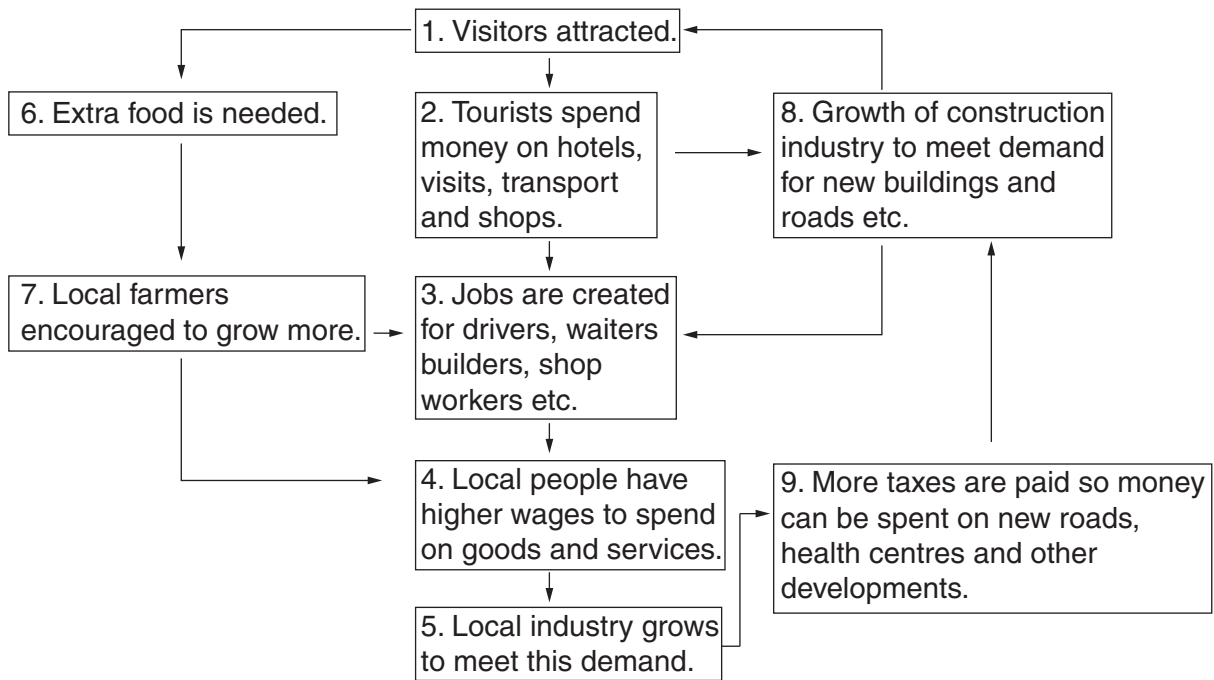 1. Visitors attracted.
6. Extra food is needed.
2. Tourists spend
money on hotels,
visits, transport
and shops.
8. Growth of construction
industry to meet demand
for new buildings and
roads etc.
7. Local farmers
encouraged to grow more.
3. Jobs are created
for drivers, waiters
builders, shop
workers etc.
4. Local people have
higher wages to spend
on goods and services.
9. More taxes are paid so money
can be spent on new roads,
health centres and other
developments.
5. Local industry grows
to meet this demand.